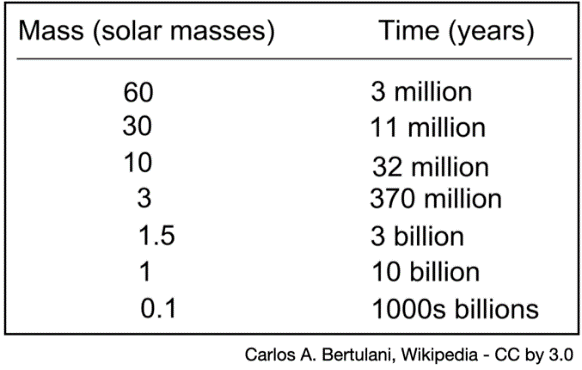 Mass (solar masses) Time (years)
60 3 million
30 11 million
10 32 million
3 370 million
1.5 3 billion
1 10 billion
0.1 1000s billions
Carlos A. Bertulani, Wikipedia - CC by 3.0